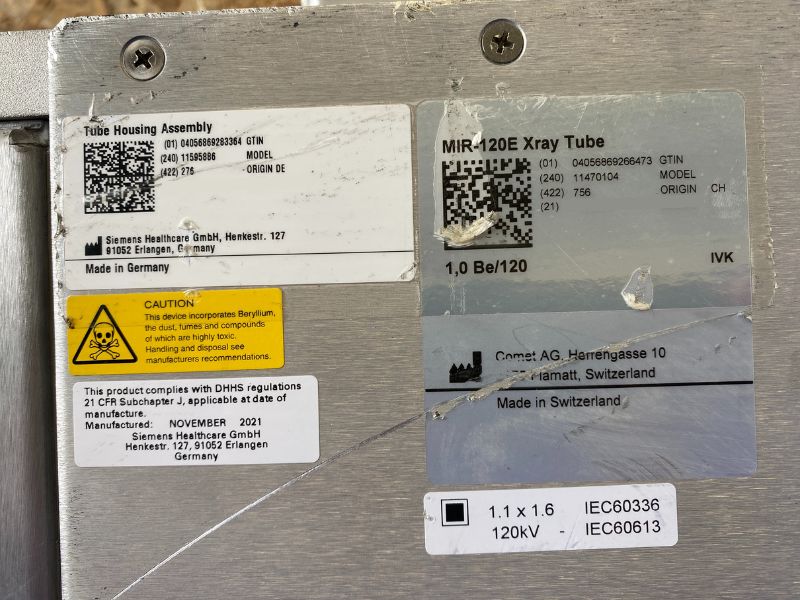 Tube Housing Assembly
(01) 04056869283364 GTIN
(240) 11595886 MODEL
(422) 276 ORIGIN DE
Siemens Healthcare GmbH, Henkestr. 127
91052 Erlangen, Germany
Made in Germany
CAUTION
This device incorporates Beryllium,
the dust, fumes and compounds
of which are highly toxic.
Handling and disposal see
manufacturers recommendations.
This product complies with DHHS regulations
21 CFR Subchapter J, applicable at date of
manufacture.
Manufactured: NOVEMBER 2021
Siemens Healthcare GmbH
Henkestr. 127, 91052 Erlangen
Germany
MIR-120E Xray Tube
(01) 04056869266473 GTIN
(240) 11470104 MODEL
(422) 756 ORIGIN CH
(21)
1,0 Be/120 IVK
Comet AG, Herrengasse 10
Flamatt, Switzerland
Made in Switzerland
1.1 x 1.6 IEC60336
120kV - IEC60613